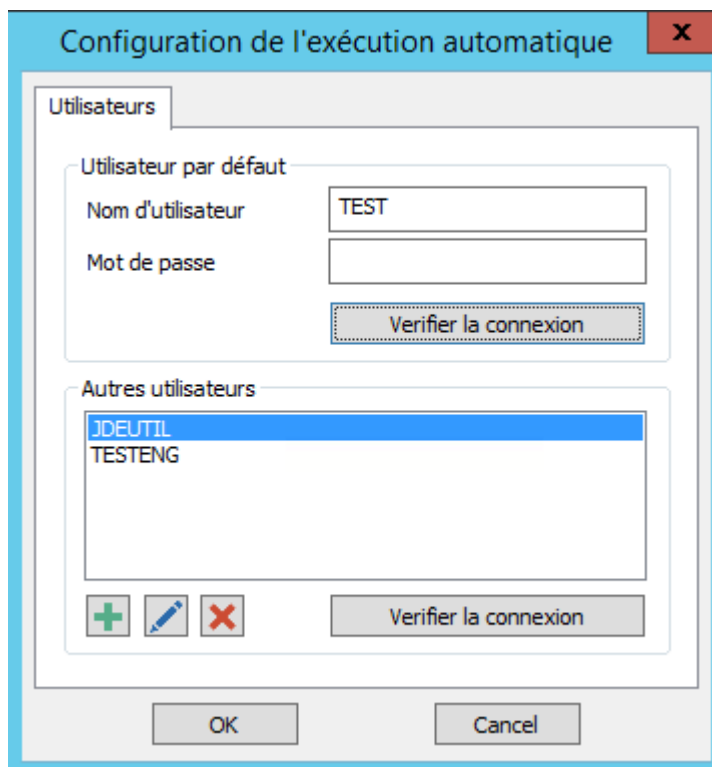 Configuration de l'exécution automatique
Utilisateurs
Utilisateur par défaut
Nom d'utilisateur TEST
Mot de passe
Verifier la connexion
Autres utilisateurs
JDEUTIL
TESTENG
Verifier la connexion
OK Cancel